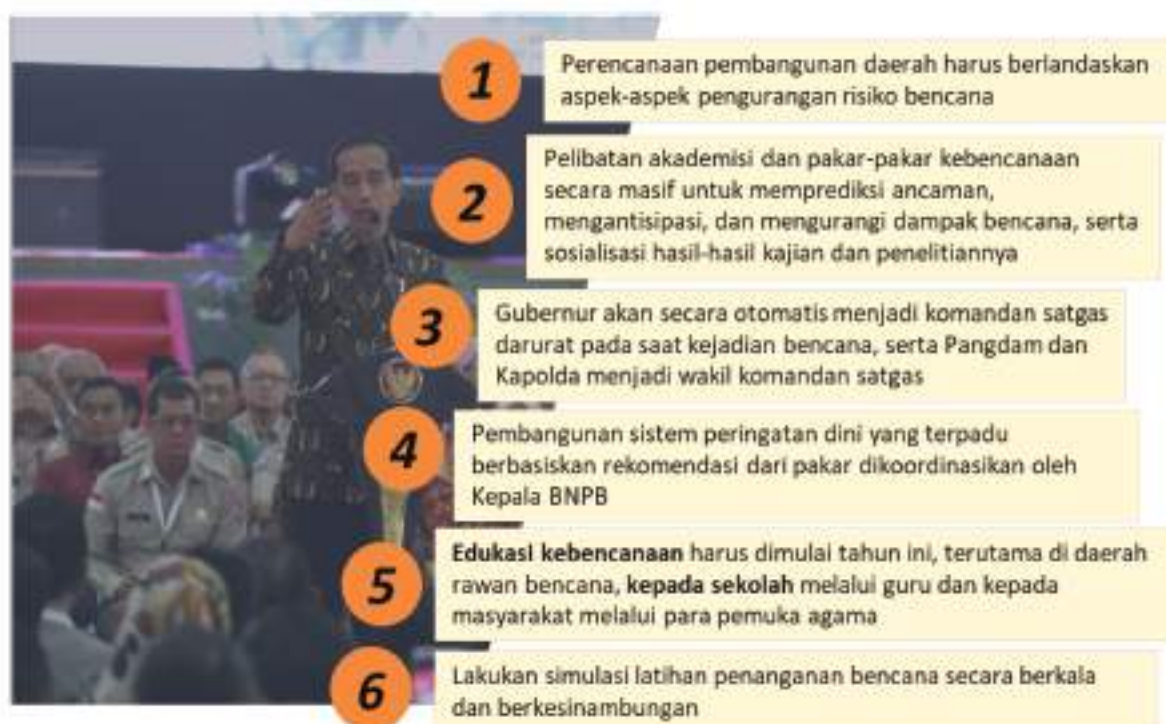 1
Perencanaan pembangunan daerah harus berlandaskan
aspek-aspek pengurangan risiko bencana
2
Pelibatan akademisi dan pakar-pakar kebencanaan
secara masif untuk memprediksi ancaman,
mengantisipasi, dan mengurangi dampak bencana, serta
sosialisasi hasil-hasil kajian dan penelitiannya
3
Gubernur akan secara otomatis menjadi komandan satgas
darurat pada saat kejadian bencana, serta Pangdam dan
Kapolda menjadi wakil komandan satgas
4
Pembangunan sistem peringatan dini yang terpadu
berbasiskan rekomendasi dari pakar dikoordinasikan oleh
Kepala BNPB
5
Edukasi kebencanaan harus dimulai tahun ini, terutama di daerah
rawan bencana, kepada sekolah melalui guru dan kepada
masyarakat melalui para pemuka agama
6
Lakukan simulasi latihan penanganan bencana secara berkala
dan berkesinambungan